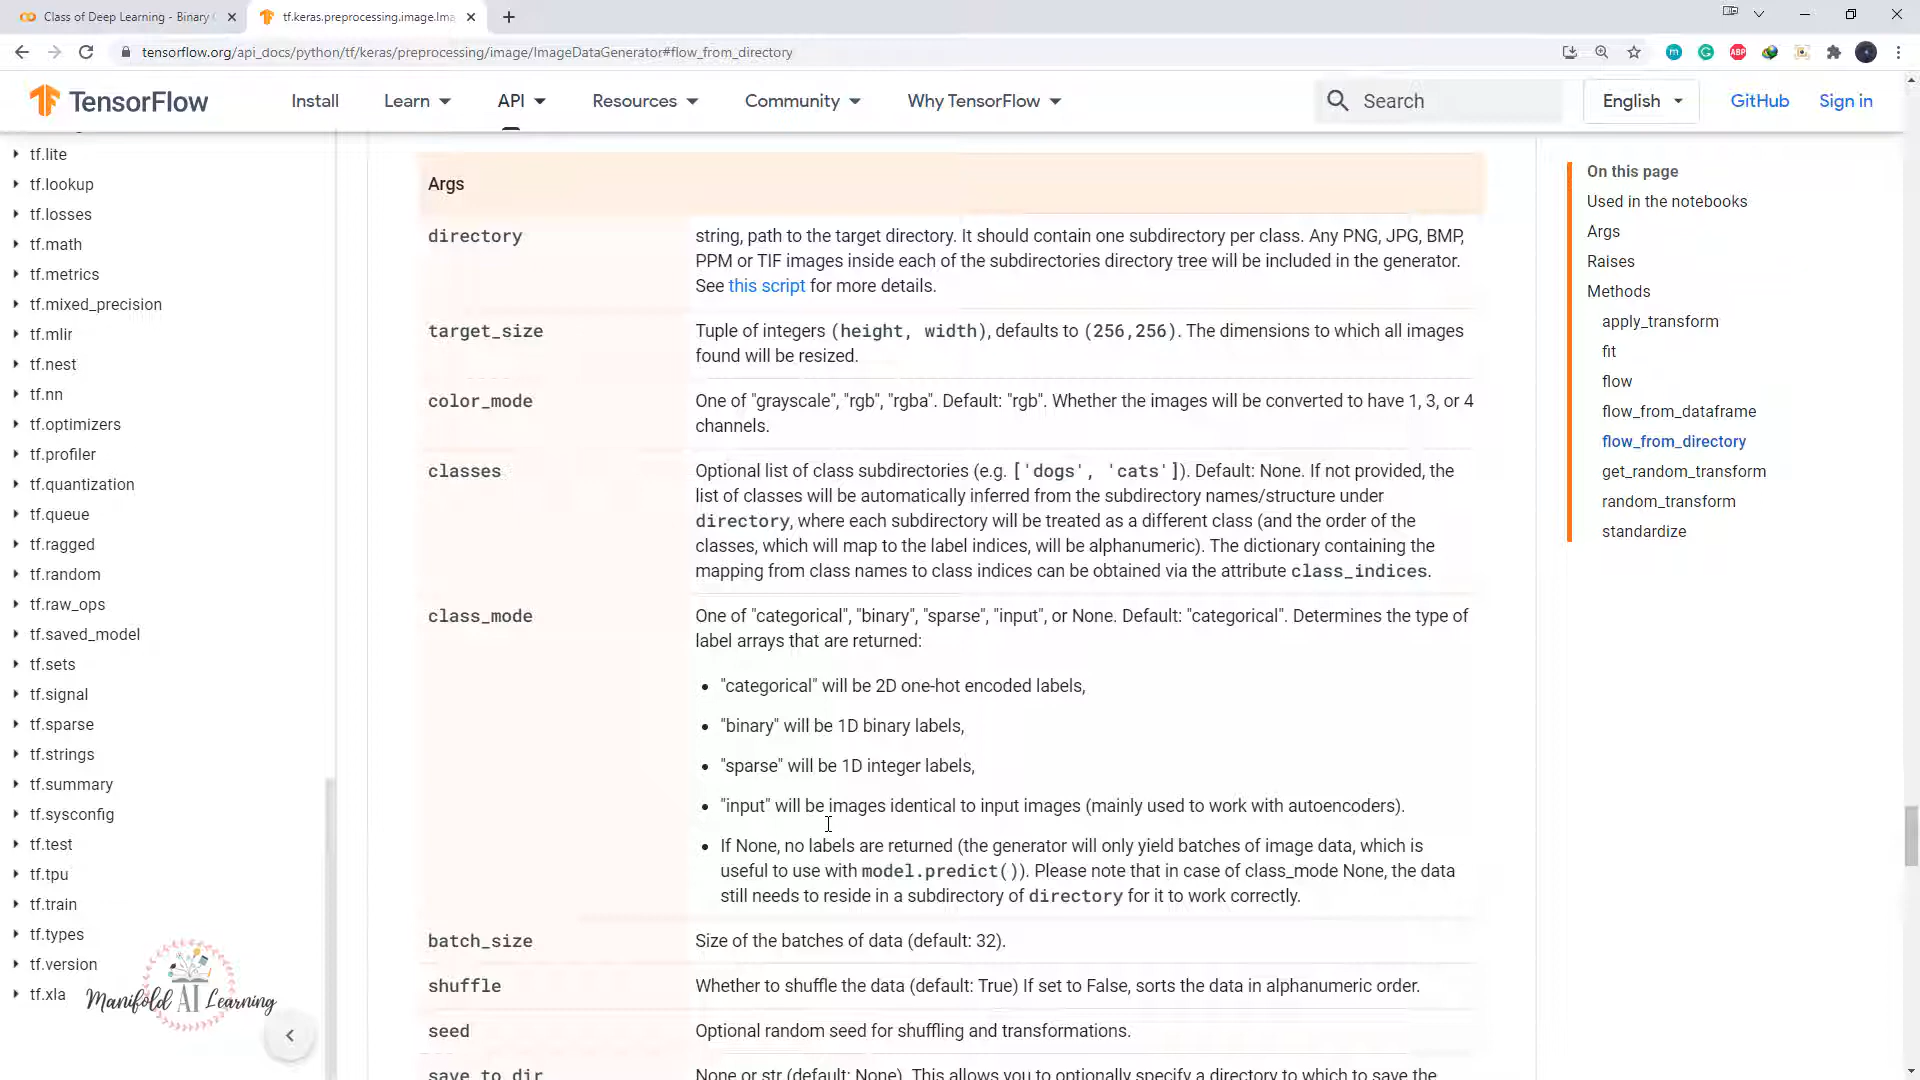 Class of Deep Learning - Binary
tf.keras.preprocessing.image.Ima
tensorflow.org/api_docs/python/tf/keras/preprocessing/image/ImageDataGenerator#flow_from_directory
TensorFlow
Install
Learn
API
Resources
Community
Why TensorFlow
Search
English
GitHub
Sign in
tf.lite
tf.lookup
tf.losses
tf.math
tf.metrics
tf.mixed_precision
tf.mlir
tf.nest
tf.nn
tf.optimizers
tf.profiler
tf.quantization
tf.queue
tf.ragged
tf.random
tf.raw_ops
tf.saved_model
tf.sets
tf.signal
tf.sparse
tf.strings
tf.summary
tf.sysconfig
tf.test
tf.tpu
tf.train
tf.types
tf.version
tf.xla
Manifold AI Learning
Args
directory
string, path to the target directory. It should contain one subdirectory per class. Any PNG, JPG, BMP,
PPM or TIF images inside each of the subdirectories directory tree will be included in the generator.
See this script for more details.
target_size
Tuple of integers (height, width), defaults to (256,256). The dimensions to which all images
found will be resized.
color_mode
One of "grayscale", "rgb", "rgba". Default: "rgb". Whether the images will be converted to have 1, 3, or 4
channels.
classes
Optional list of class subdirectories (e.g. ['dogs', 'cats']). Default: None. If not provided, the
list of classes will be automatically inferred from the subdirectory names/structure under
directory, where each subdirectory will be treated as a different class (and the order of the
classes, which will map to the label indices, will be alphanumeric). The dictionary containing the
mapping from class names to class indices can be obtained via the attribute class_indices.
class_mode
One of "categorical", "binary", "sparse", "input", or None. Default: "categorical". Determines the type of
label arrays that are returned:
• "categorical" will be 2D one-hot encoded labels,
• "binary" will be 1D binary labels,
• "sparse" will be 1D integer labels,
• "input" will be images identical to input images (mainly used to work with autoencoders).
• If None, no labels are returned (the generator will only yield batches of image data, which is
useful to use with model.predict()). Please note that in case of class_mode None, the data
still needs to reside in a subdirectory of directory for it to work correctly.
batch_size
Size of the batches of data (default: 32).
shuffle
Whether to shuffle the data (default: True) If set to False, sorts the data in alphanumeric order.
seed
Optional random seed for shuffling and transformations.
save_to_dir
None or str (default: None). This allows you to optionally specify a directory to which to save the
On this page
Used in the notebooks
Args
Raises
Methods
apply_transform
fit
flow
flow_from_dataframe
flow_from_directory
get_random_transform
random_transform
standardize
m
G
ABP